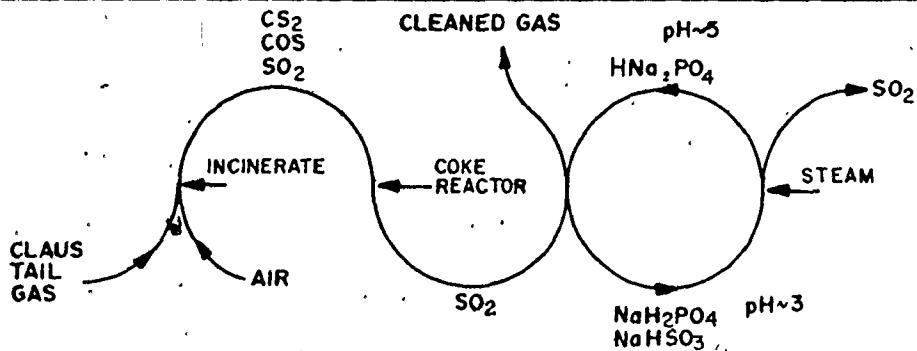 CS2
COS
SO2
CLEANED GAS
pH~5
HNa2PO4
SO2
INCINERATE
COKE
REACTOR
STEAM
CLAUS
TAIL
GAS
AIR
SO2
NaH2PO4
NaHSO3
pH~3